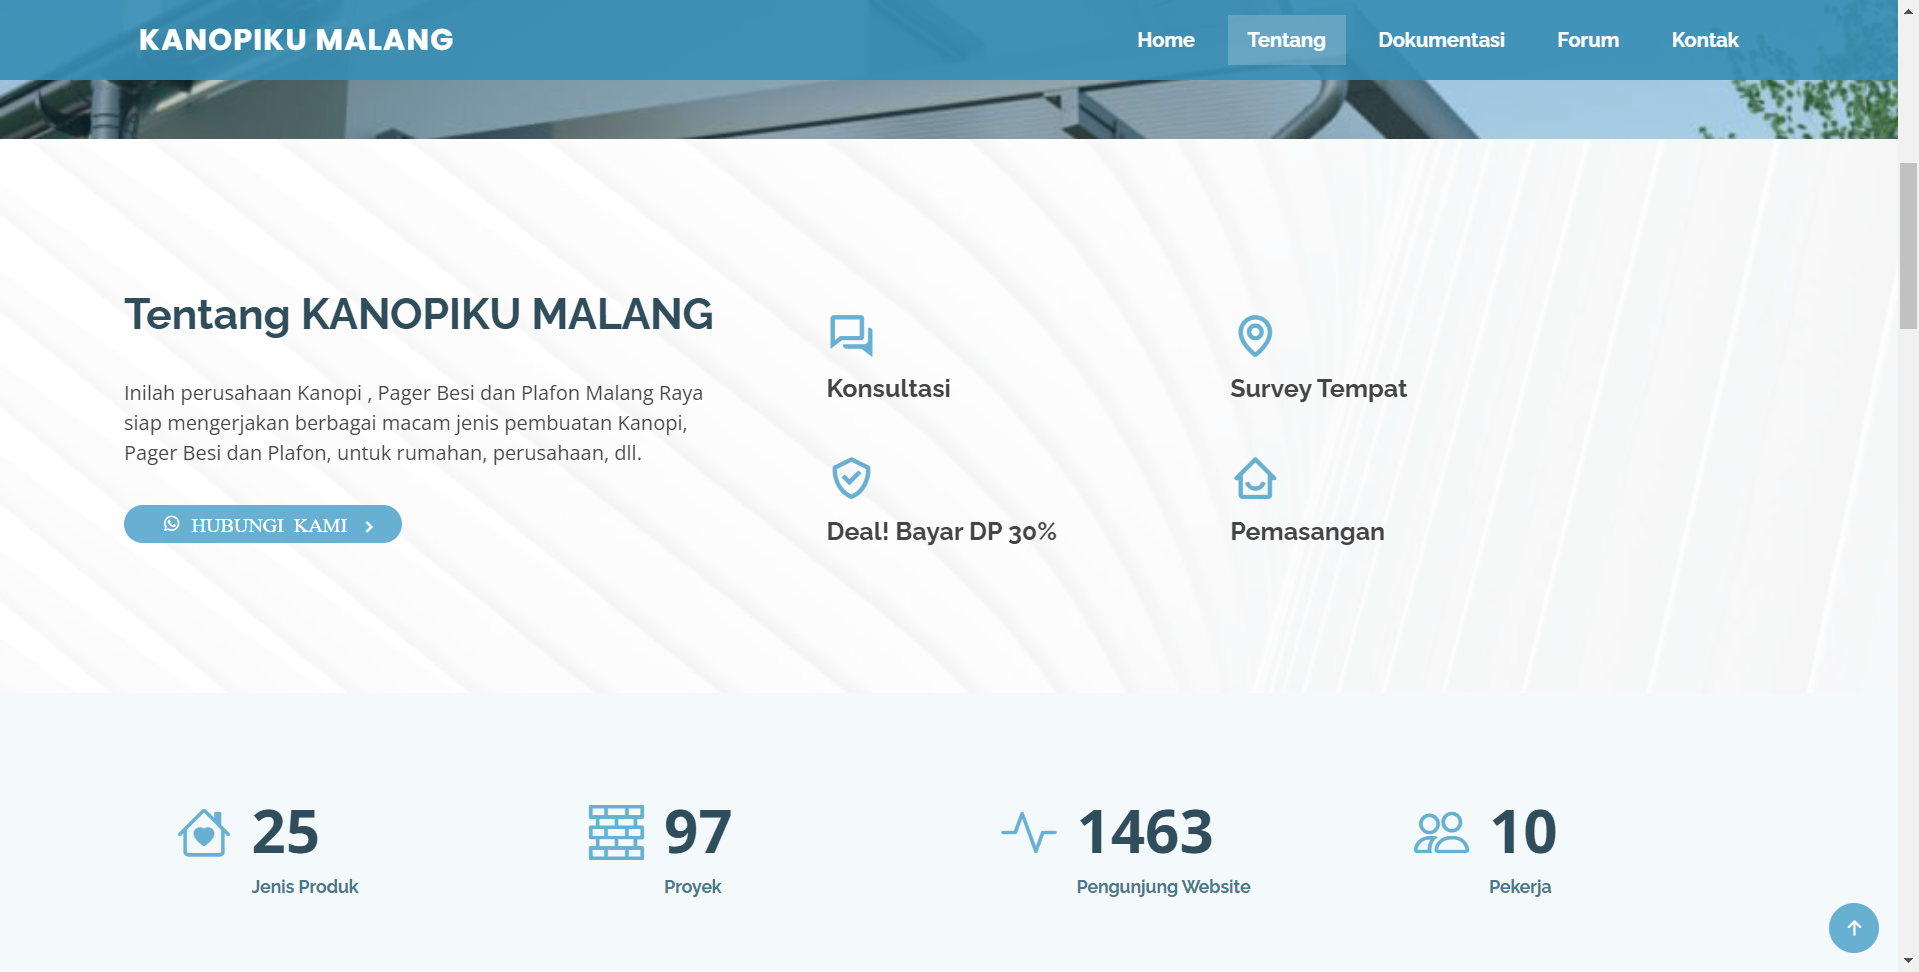 KANOPIKU MALANG
Home Tentang Dokumentasi Forum Kontak
Tentang KANOPIKU MALANG
Inilah perusahaan Kanopi , Pager Besi dan Plafon Malang Raya
siap mengerjakan berbagai macam jenis pembuatan Kanopi,
Pager Besi dan Plafon, untuk rumahan, perusahaan, dll.
HUBUNGI KAMI
Konsultasi
Survey Tempat
Deal! Bayar DP 30%
Pemasangan
25
Jenis Produk
97
Proyek
1463
Pengunjung Website
10
Pekerja